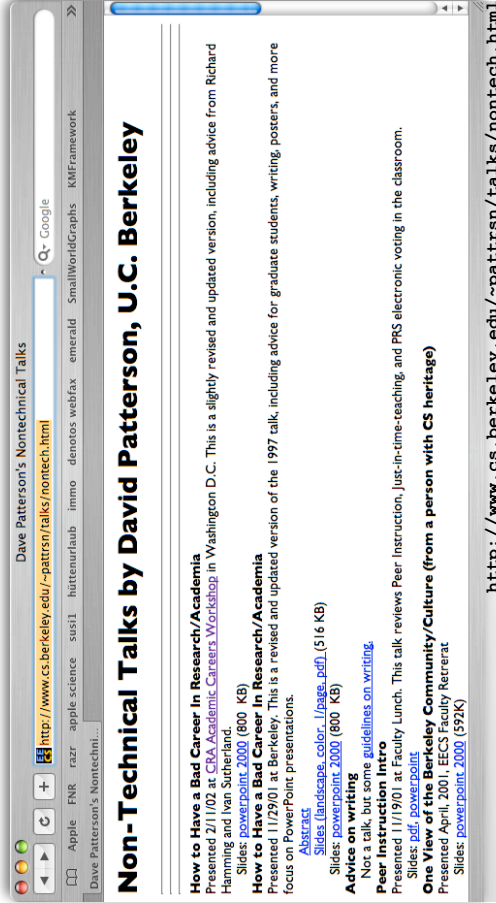 Dave Patterson's Nontechnical Talks
http://www.cs.berkeley.edu/~pattrsn/talks/nontech.html
Google
Apple FNR razr apple science susi1 hüttenurlaub immo denotos webfax emerald SmallWorldGraphs KMFramework
Dave Patterson's Nontechni...
Non-Technical Talks by David Patterson, U.C. Berkeley
How to Have a Bad Career In Research/Academia
Presented 2/11/02 at CRA Academic Careers Workshop in Washington D.C. This is a slightly revised and updated version, including advice from Richard
Hamming and Ivan Sutherland.
Slides: powerpoint 2000 (800 KB)
How to Have a Bad Career In Research/Academia
Presented 11/29/01 at Berkeley. This is a revised and updated version of the 1997 talk, including advice for graduate students, writing, posters, and more
focus on PowerPoint presentations.
Abstract
Slides (landscape, color, 1/page, pdf) (516 KB)
Slides: powerpoint 2000 (800 KB)
Advice on writing
Not a talk, but some guidelines on writing.
Peer Instruction Intro
Presented 11/19/01 at Faculty Lunch. This talk reviews Peer Instruction, Just-in-time-teaching, and PRS electronic voting in the classroom.
Slides: pdf, powerpoint
One View of the Berkeley Community/Culture (from a person with CS heritage)
Presented April, 2001, EECS Faculty Retrerat
Slides: powerpoint 2000 (592K)
http://www.cs.berkeley.edu/~pattrsn/talks/nontech.html